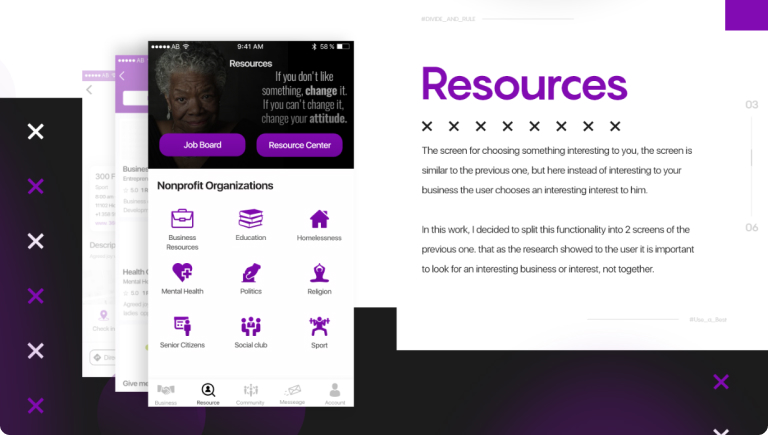 #DIVIDE_AND_RULE
Resources
The screen for choosing something interesting to you, the screen is
similar to the previous one, but here instead of interesting to your
business the user chooses an interesting interest to him.
In this work, I decided to split this functionality into 2 screens of the
previous one. that as the research showed to the user it is important
to look for an interesting business or interest, not together.
03
06
AB
9:41 AM
58 %
Resources
If you don't like
something, change it.
If you can't change it,
change your attitude.
Job Board
Resource Center
Nonprofit Organizations
Business
Resources
Education
Homelessness
Mental Health
Politics
Religion
Senior Citizens
Social club
Sport
Business
Resource
Community
Account
AB
Business
Health
Give me
AB
300